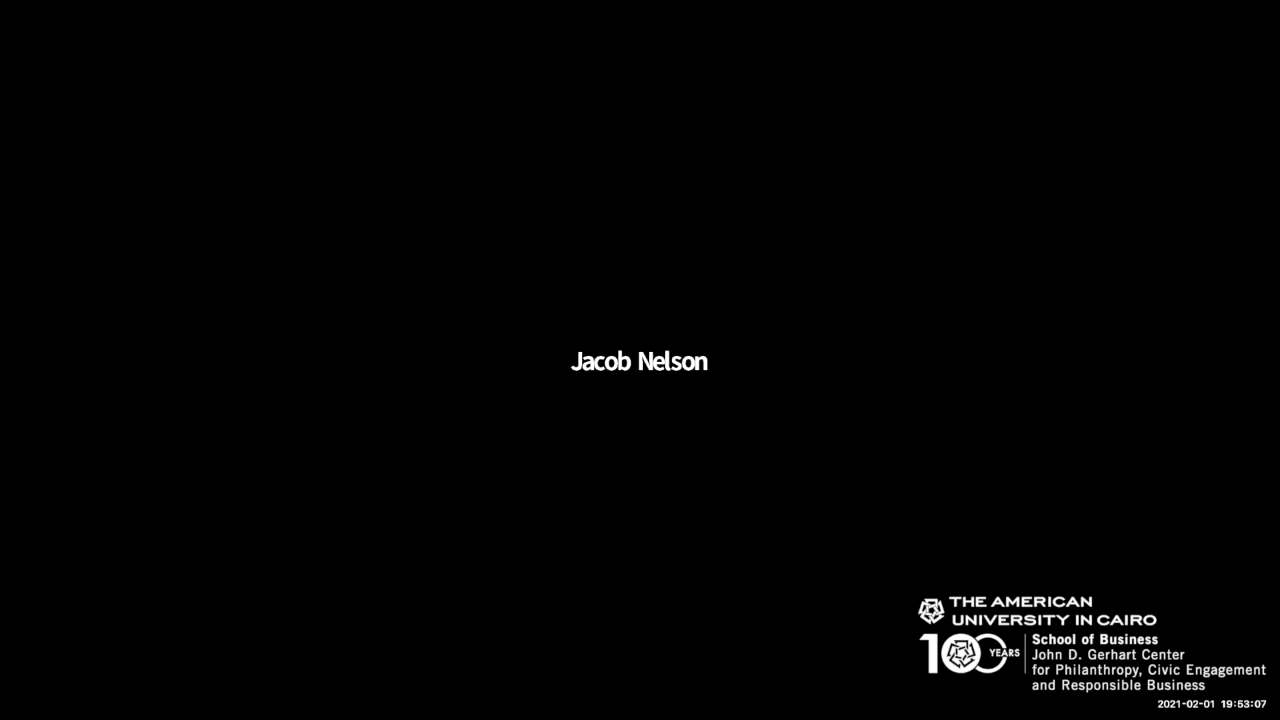 Jacob Nelson
THE AMERICAN
UNIVERSITY IN CAIRO
100 YEARS
School of Business
John D. Gerhart Center
for Philanthropy, Civic Engagement
and Responsible Business
2021-02-01 19:53:07